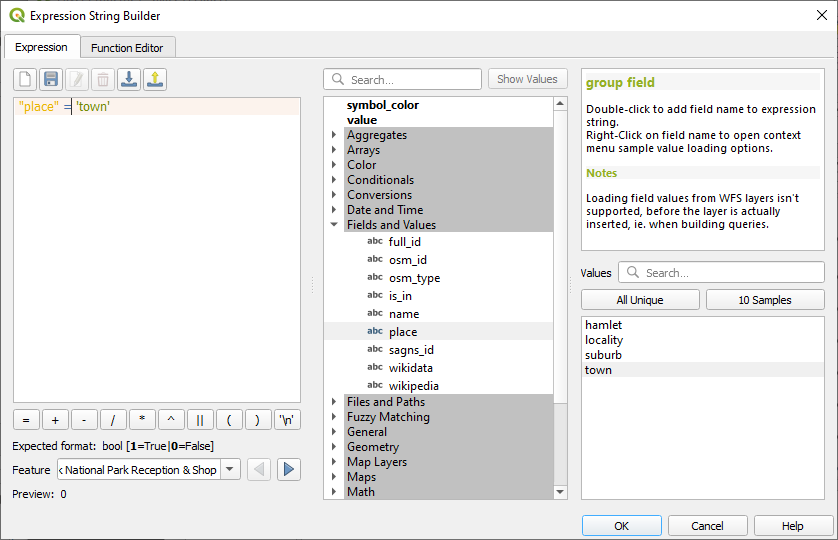 Expression String Builder
Expression
Function Editor
"place" = 'town'
=
+
-
/
*
^
||
(
)
'\n'
Expected format: bool [1=True|0=False]
Feature
National Park Reception & Shop
Preview: 0
Search...
Show Values
symbol_color
value
Aggregates
Arrays
Color
Conditionals
Conversions
Date and Time
Fields and Values
abc full_id
abc osm_id
abc osm_type
abc is_in
abc name
abc place
abc sagns_id
abc wikidata
abc wikipedia
Files and Paths
Fuzzy Matching
General
Geometry
Map Layers
Maps
Math
group field
Double-click to add field name to expression
string.
Right-Click on field name to open context
menu sample value loading options.
Notes
Loading field values from WFS layers isn't
supported, before the layer is actually
inserted, ie. when building queries.
Values
Search...
All Unique
10 Samples
hamlet
locality
suburb
town
OK
Cancel
Help